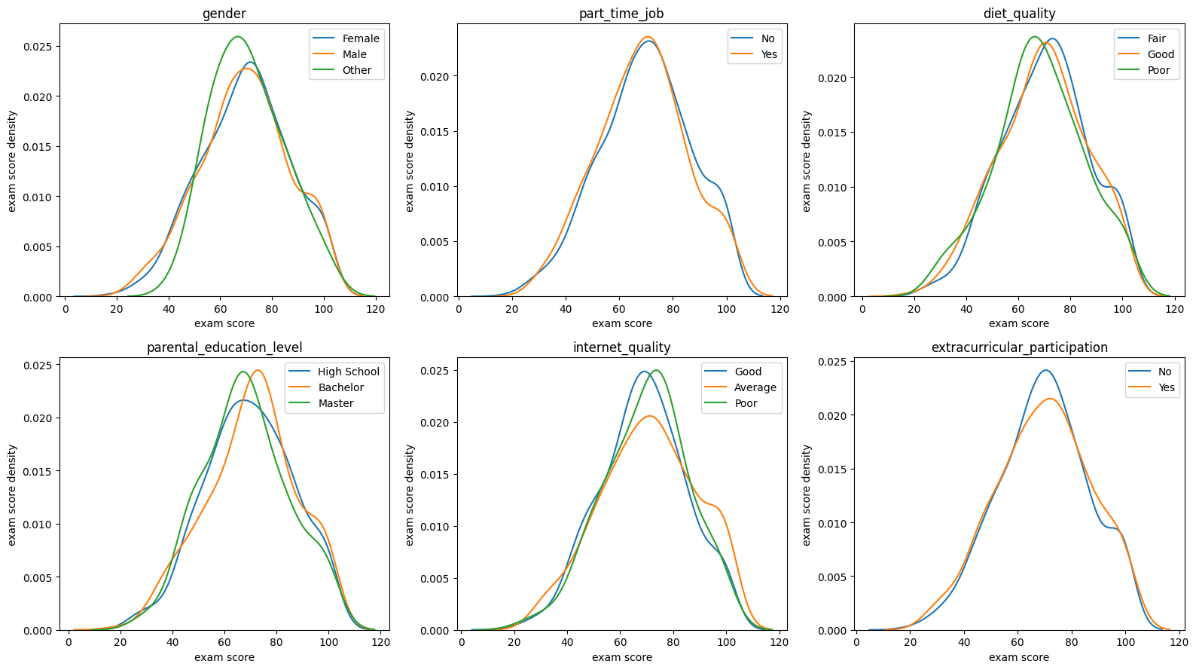 gender
exam score density
0.025
0.020
0.015
0.010
0.005
0.000
Female
Male
Other
0 20 40 60 80 100 120
exam score
part_time_job
exam score density
0.020
0.015
0.010
0.005
0.000
No
Yes
0 20 40 60 80 100 120
exam score
diet_quality
exam score density
0.020
0.015
0.010
0.005
0.000
Fair
Good
Poor
0 20 40 60 80 100 120
exam score
parental_education_level
exam score density
0.025
0.020
0.015
0.010
0.005
0.000
High School
Bachelor
Master
0 20 40 60 80 100 120
exam score
internet_quality
exam score density
0.025
0.020
0.015
0.010
0.005
0.000
Good
Average
Poor
0 20 40 60 80 100 120
exam score
extracurricular_participation
exam score density
0.025
0.020
0.015
0.010
0.005
0.000
No
Yes
0 20 40 60 80 100 120
exam score